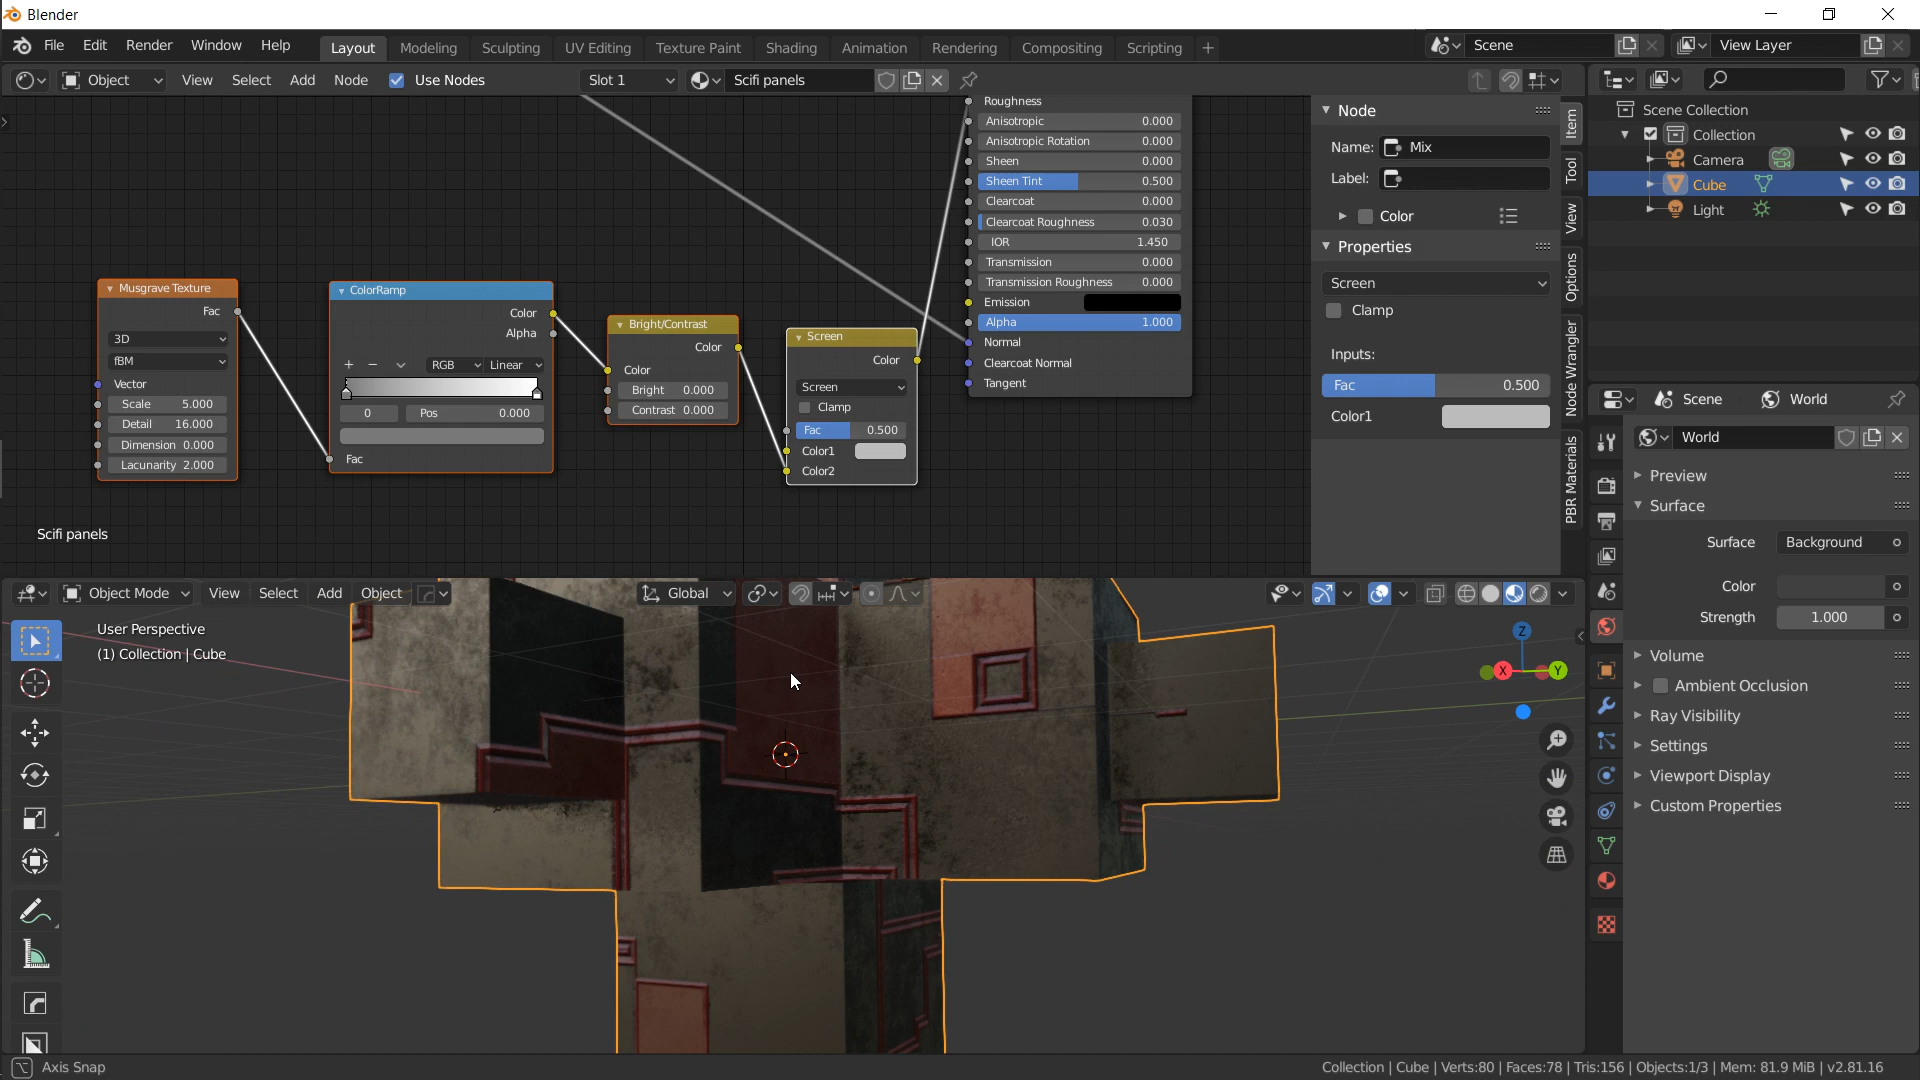 Blender
File Edit Render Window Help Layout Modeling Sculpting UV Editing Texture Paint Shading Animation Rendering Compositing Scripting + Scene View Layer
Object View Select Add Node Use Nodes Slot 1 Scifi panels
Roughness
Anisotropic 0.000
Anisotropic Rotation 0.000
Sheen 0.000
Sheen Tint 0.500
Clearcoat 0.000
Clearcoat Roughness 0.030
IOR 1.450
Transmission 0.000
Transmission Roughness 0.000
Emission
Alpha 1.000
Normal
Clearcoat Normal
Tangent
Musgrave Texture
Fac
3D
fBM
Vector
Scale 5.000
Detail 16.000
Dimension 0.000
Lacunarity 2.000
ColorRamp
Color
Alpha
+ − RGB Linear
0 Pos 0.000
Fac
Bright/Contrast
Color
Color
Bright 0.000
Contrast 0.000
Screen
Color
Screen
Clamp
Fac 0.500
Color1
Color2
Scifi panels
Node
Name: Mix
Label:
Color
Properties
Screen
Clamp
Inputs:
Fac 0.500
Color1
Item
Tool
View
Options
Node Wrangler
PBR Materials
Scene Collection
Collection
Camera
Cube
Light
Scene World
World
Preview
Surface
Surface Background
Color
Strength 1.000
Volume
Ambient Occlusion
Ray Visibility
Settings
Viewport Display
Custom Properties
Object Mode View Select Add Object Global
User Perspective
(1) Collection | Cube
Z
X Y
Axis Snap
Collection | Cube | Verts:80 | Faces:78 | Tris:156 | Objects:1/3 | Mem: 81.9 MiB | v2.81.16